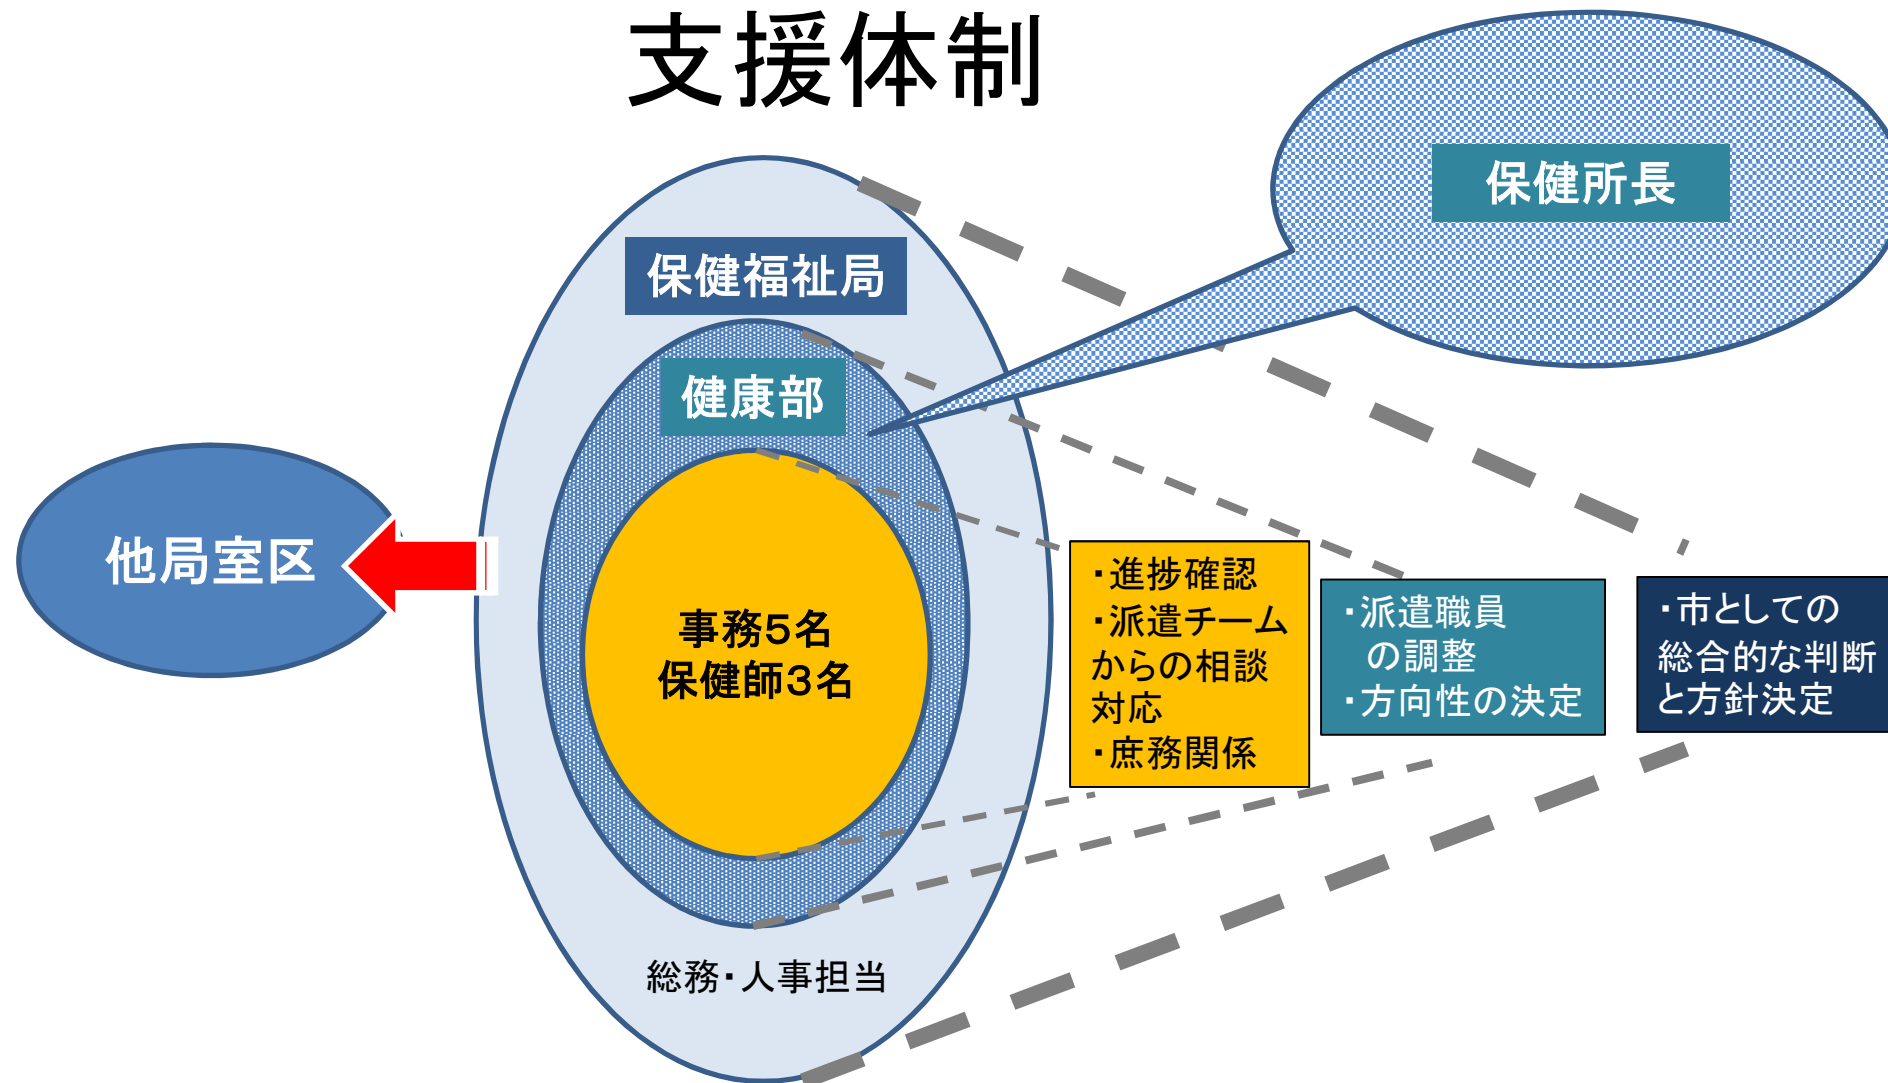 支援体制
保健所長
保健福祉局
健康部
他局室区
事務5名
保健師3名
総務・人事担当
・進捗確認
・派遣チーム
からの相談
対応
・庶務関係
・派遣職員
の調整
・方向性の決定
・市としての
総合的な判断
と方針決定